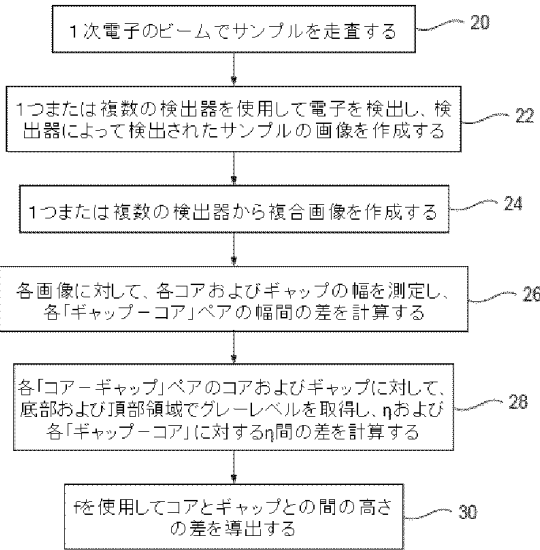 1次電子のビームでサンプルを走査する
20
1つまたは複数の検出器を使用して電子を検出し、検
出器によって検出されたサンプルの画像を作成する
22
1つまたは複数の検出器から複合画像を作成する
24
各画像に対して、各コアおよびギャップの幅を測定し、
各「ギャップーコア」ペアの幅間の差を計算する
26
各「コアーギャップ」ペアのコアおよびギャップに対して、
底部および頂部領域でグレーレベルを取得し、ηおよび
各「ギャップーコア」に対するη間の差を計算する
28
fを使用してコアとギャップとの間の高さ
の差を導出する
30